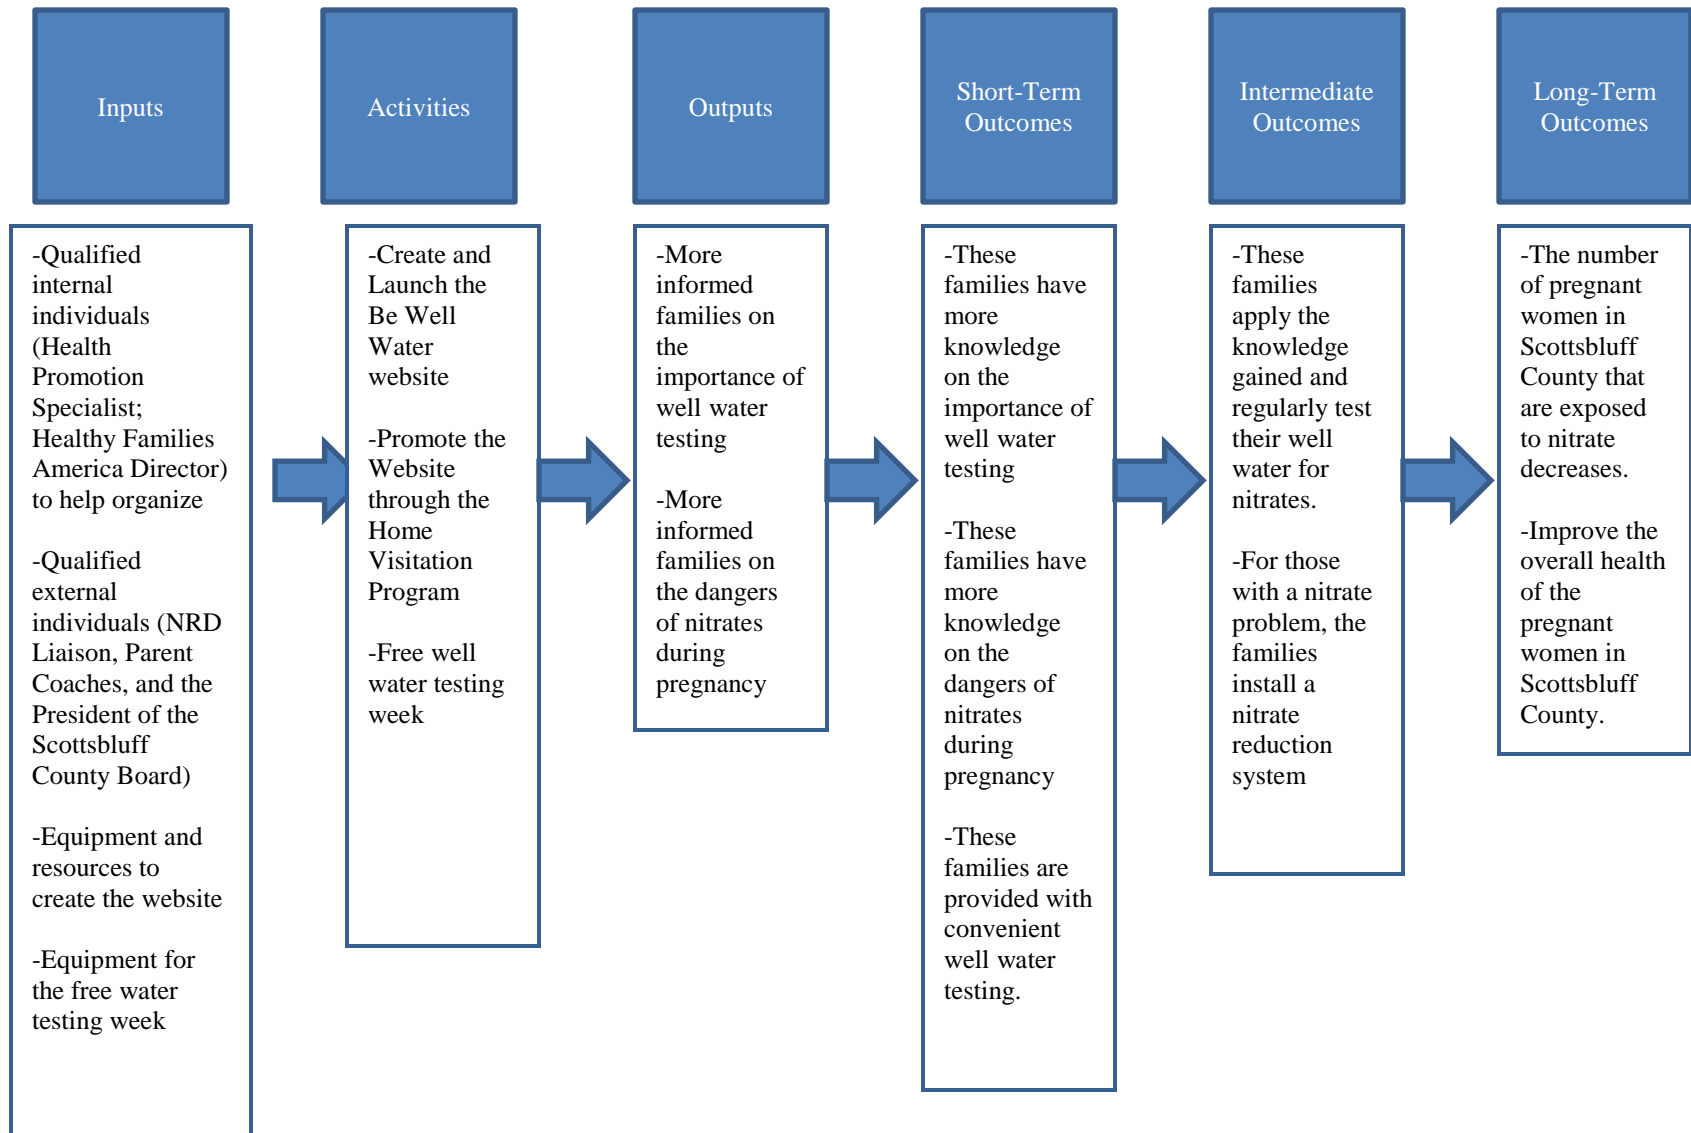 Inputs
Activities
Outputs
Short-Term
Outcomes
Intermediate
Outcomes
Long-Term
Outcomes
-Qualified
internal
individuals
(Health
Promotion
Specialist;
Healthy Families
America Director)
to help organize
-Qualified
external
individuals (NRD
Liaison, Parent
Coaches, and the
President of the
Scottsbluff
County Board)
-Equipment and
resources to
create the website
-Equipment for
the free water
testing week
-Create and
Launch the
Be Well
Water
website
-Promote the
Website
through the
Home
Visitation
Program
-Free well
water testing
week
-More
informed
families on
the
importance of
well water
testing
-More
informed
families on
the dangers
of nitrates
during
pregnancy
-These
families have
more
knowledge
on the
importance of
well water
testing
-These
families have
more
knowledge
on the
dangers of
nitrates
during
pregnancy
-These
families are
provided with
convenient
well water
testing.
-These
families
apply the
knowledge
gained and
regularly test
their well
water for
nitrates.
-For those
with a nitrate
problem, the
families
install a
nitrate
reduction
system
-The number
of pregnant
women in
Scottsbluff
County that
are exposed
to nitrate
decreases.
-Improve the
overall health
of the
pregnant
women in
Scottsbluff
County.